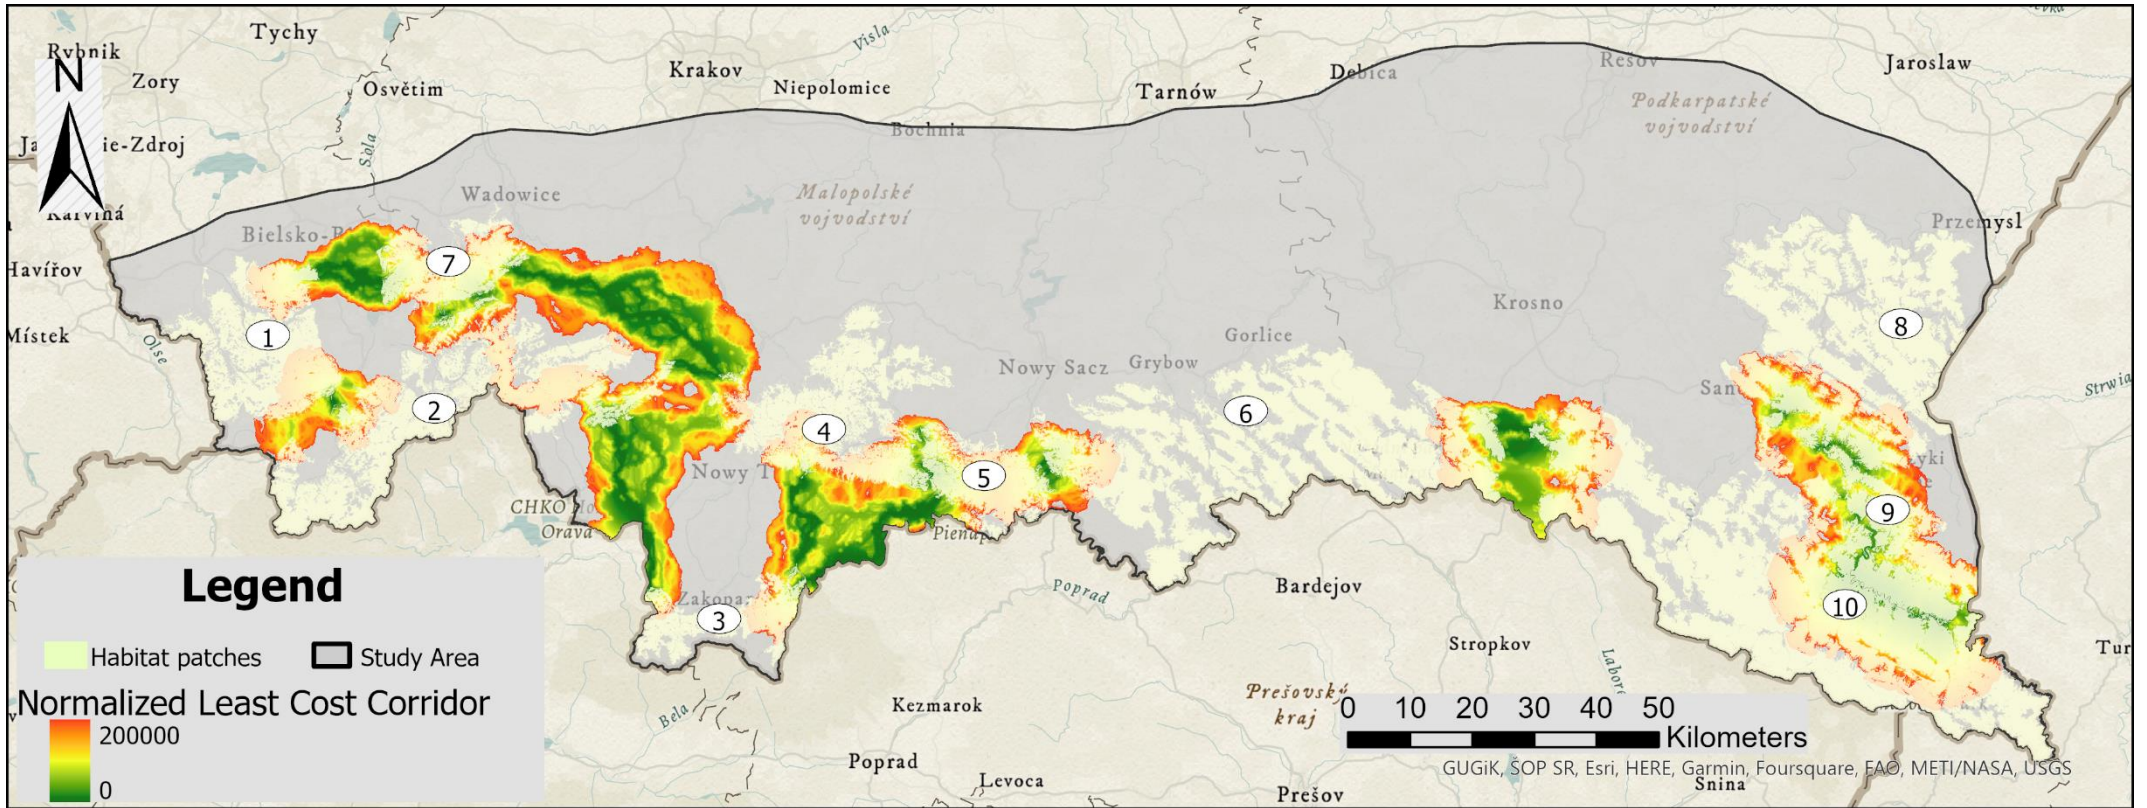 Tychy
Rybnik
Krakov
Visla
Jaroslaw
N
Zory
Osvětim
Niepolomice
Tarnów
Debica
Rešov
Podkarpatské
vojvodství
Bochnia
ie-Zdroj
Sola
Karviná
Wadowice
Malopolské
vojvodství
Przemysl
Bielsko-B
7
Havířov
Krosno
8
Místek
Olse
1
Gorlice
Nowy Sacz
Grybow
Strwia
2
4
6
San
Nowy T
5
yki
CHKO Ho
Orava
9
Pienap
Poprad
Bardejov
Zakopa
3
10
Legend
Habitat patches
Study Area
Stropkov
Labore
Tur
Normalized Least Cost Corridor
200000
0
Bela
Kezmarok
Prešovský
kraj
0 10 20 30 40 50
Kilometers
Poprad
Levoca
Prešov
GUGiK, ŠOP SR, Esri, HERE, Garmin, Foursquare, FAO, METI/NASA, USGS
Snina